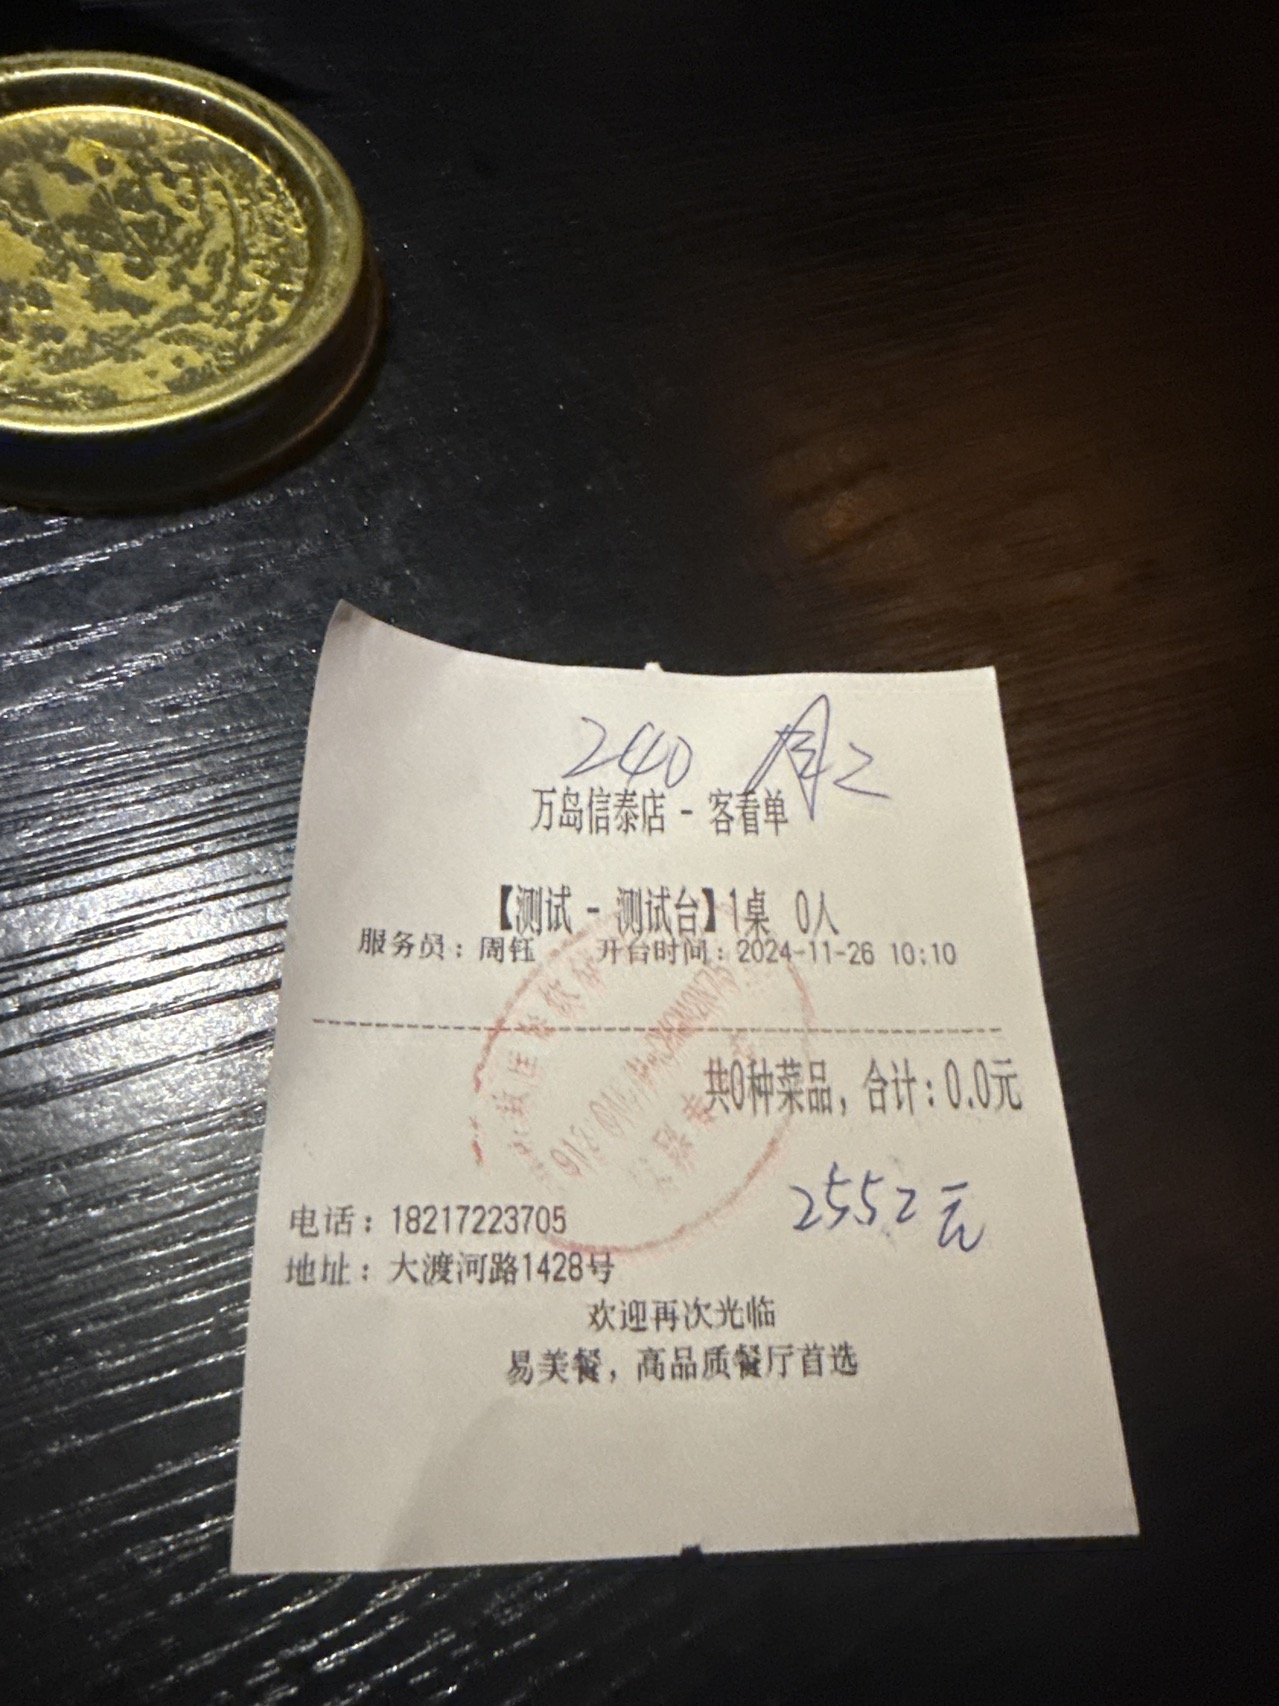 240
万岛信泰店 - 客看单
【测试 - 测试台】1桌 0人
服务员：周钰 开台时间：2024-11-26 10:10
共0种菜品，合计：0.0元
2552元
电话：18217223705
地址：大渡河路1428号
欢迎再次光临
易美餐，高品质餐厅首选